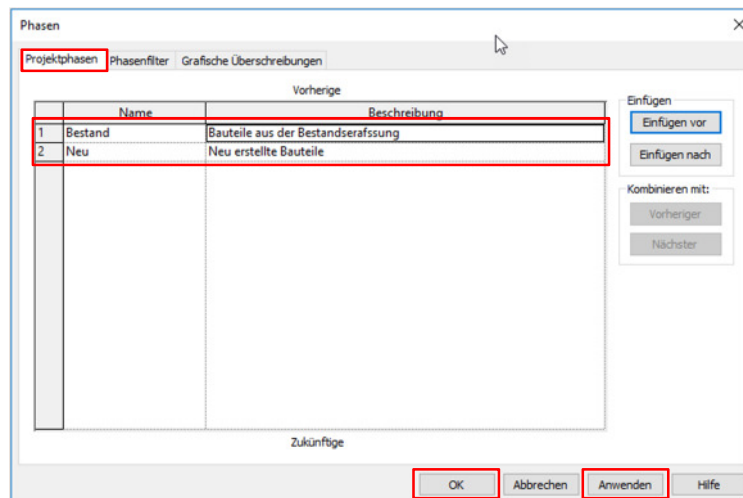 Phasen
Projektphasen Phasenfilter Grafische Überschreibungen
Vorherige
Name Beschreibung
1 Bestand Bauteile aus der Bestandserafssung
2 Neu Neu erstellte Bauteile
Zukünftige
Einfügen
Einfügen vor
Einfügen nach
Kombinieren mit:
Vorheriger
Nächster
OK Abbrechen Anwenden Hilfe